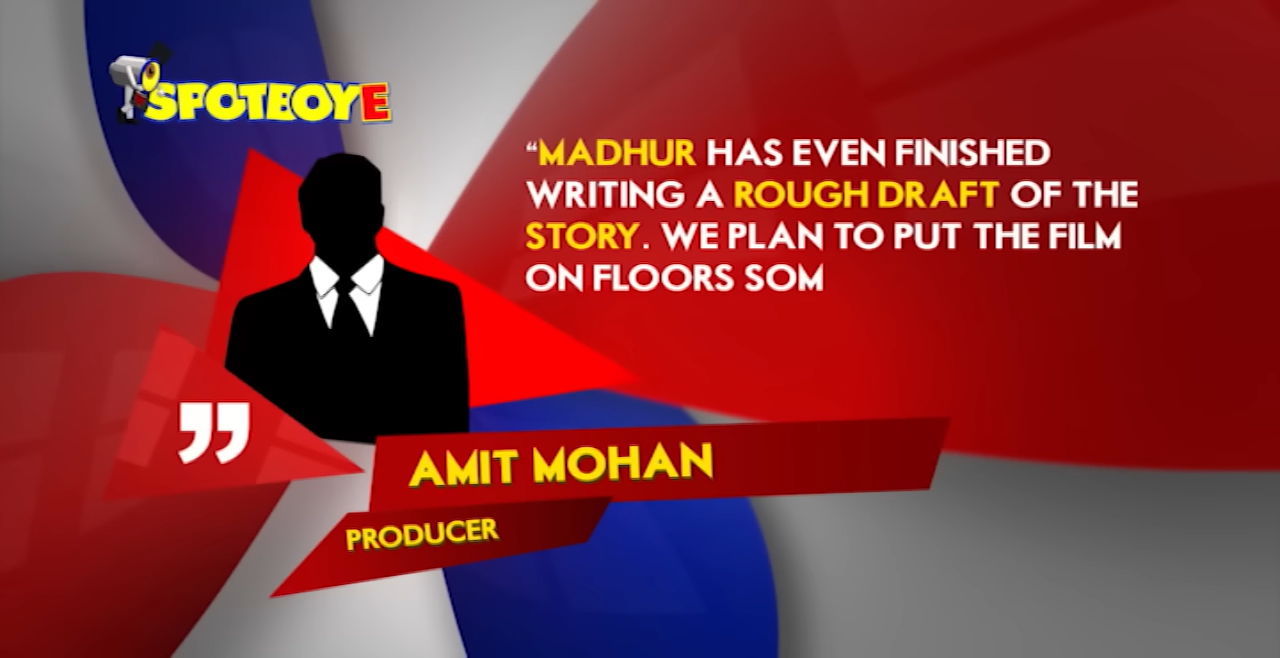 SPOTBOYE
“MADHUR HAS EVEN FINISHED
WRITING A ROUGH DRAFT OF THE
STORY. WE PLAN TO PUT THE FILM
ON FLOORS SOM
”
AMIT MOHAN
PRODUCER